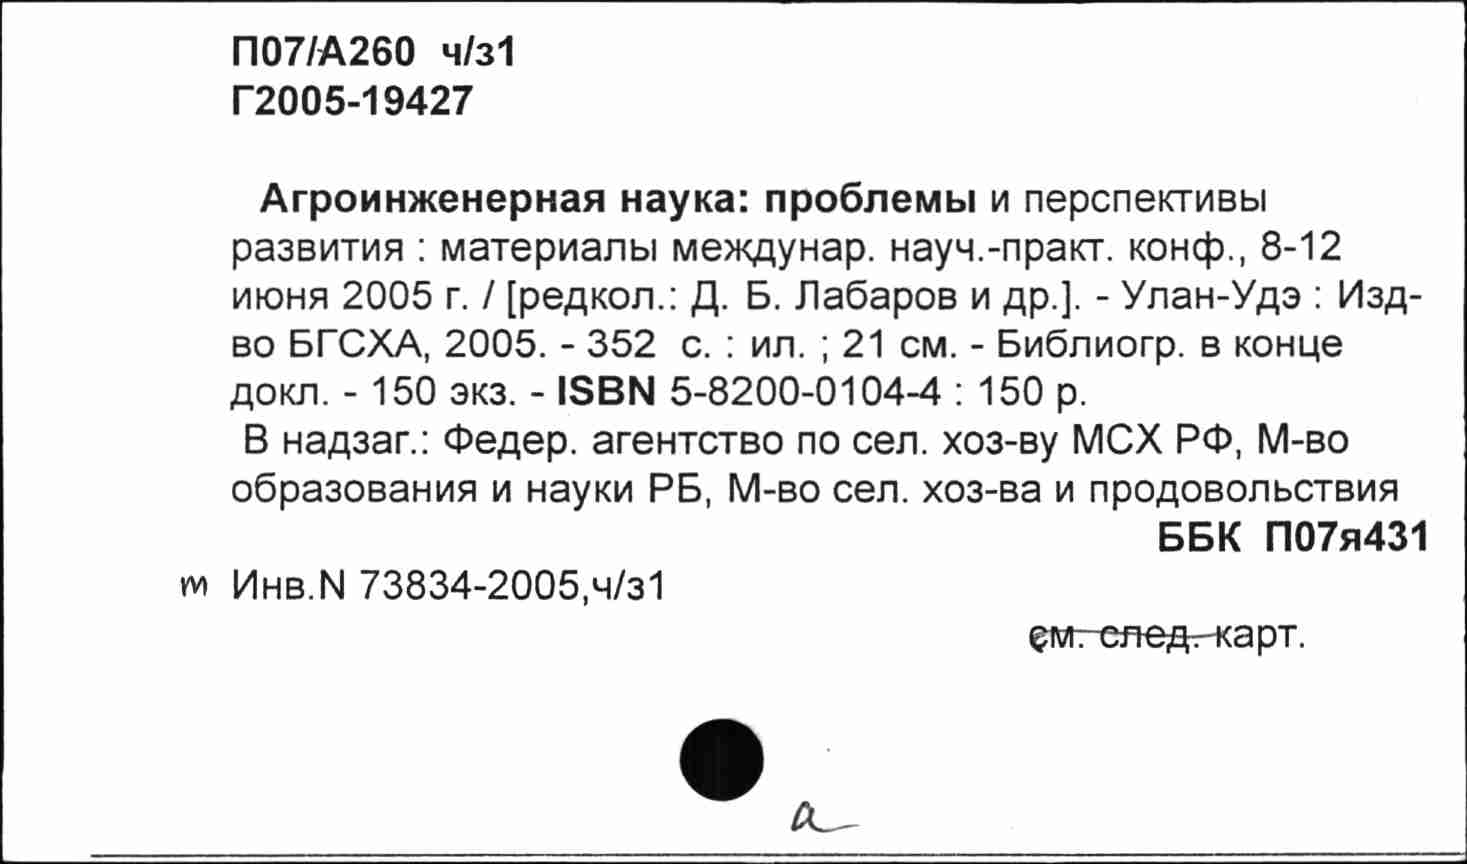 П07/А260 ч/з1
Г2005-19427
Агроинженерная наука: проблемы и перспективы
развития : материалы междунар. науч.-практ. конф., 8-12
июня 2005 г. / [редкол.: Д. Б. Лабаров и др.]. - Улан-Удэ : Изд-
во БГСХА, 2005. - 352 с. : ил. ; 21 см. - Библиогр. в конце
докл. - 150 экз. - ISBN 5-8200-0104-4 : 150 р.
В надзаг.: Федер. агентство по сел. хоз-ву МСХ РФ, М-во
образования и науки РБ, М-во сел. хоз-ва и продовольствия
ББК П07я431
т Инв.N 73834-2005,ч/з1
см. след. карт.
а